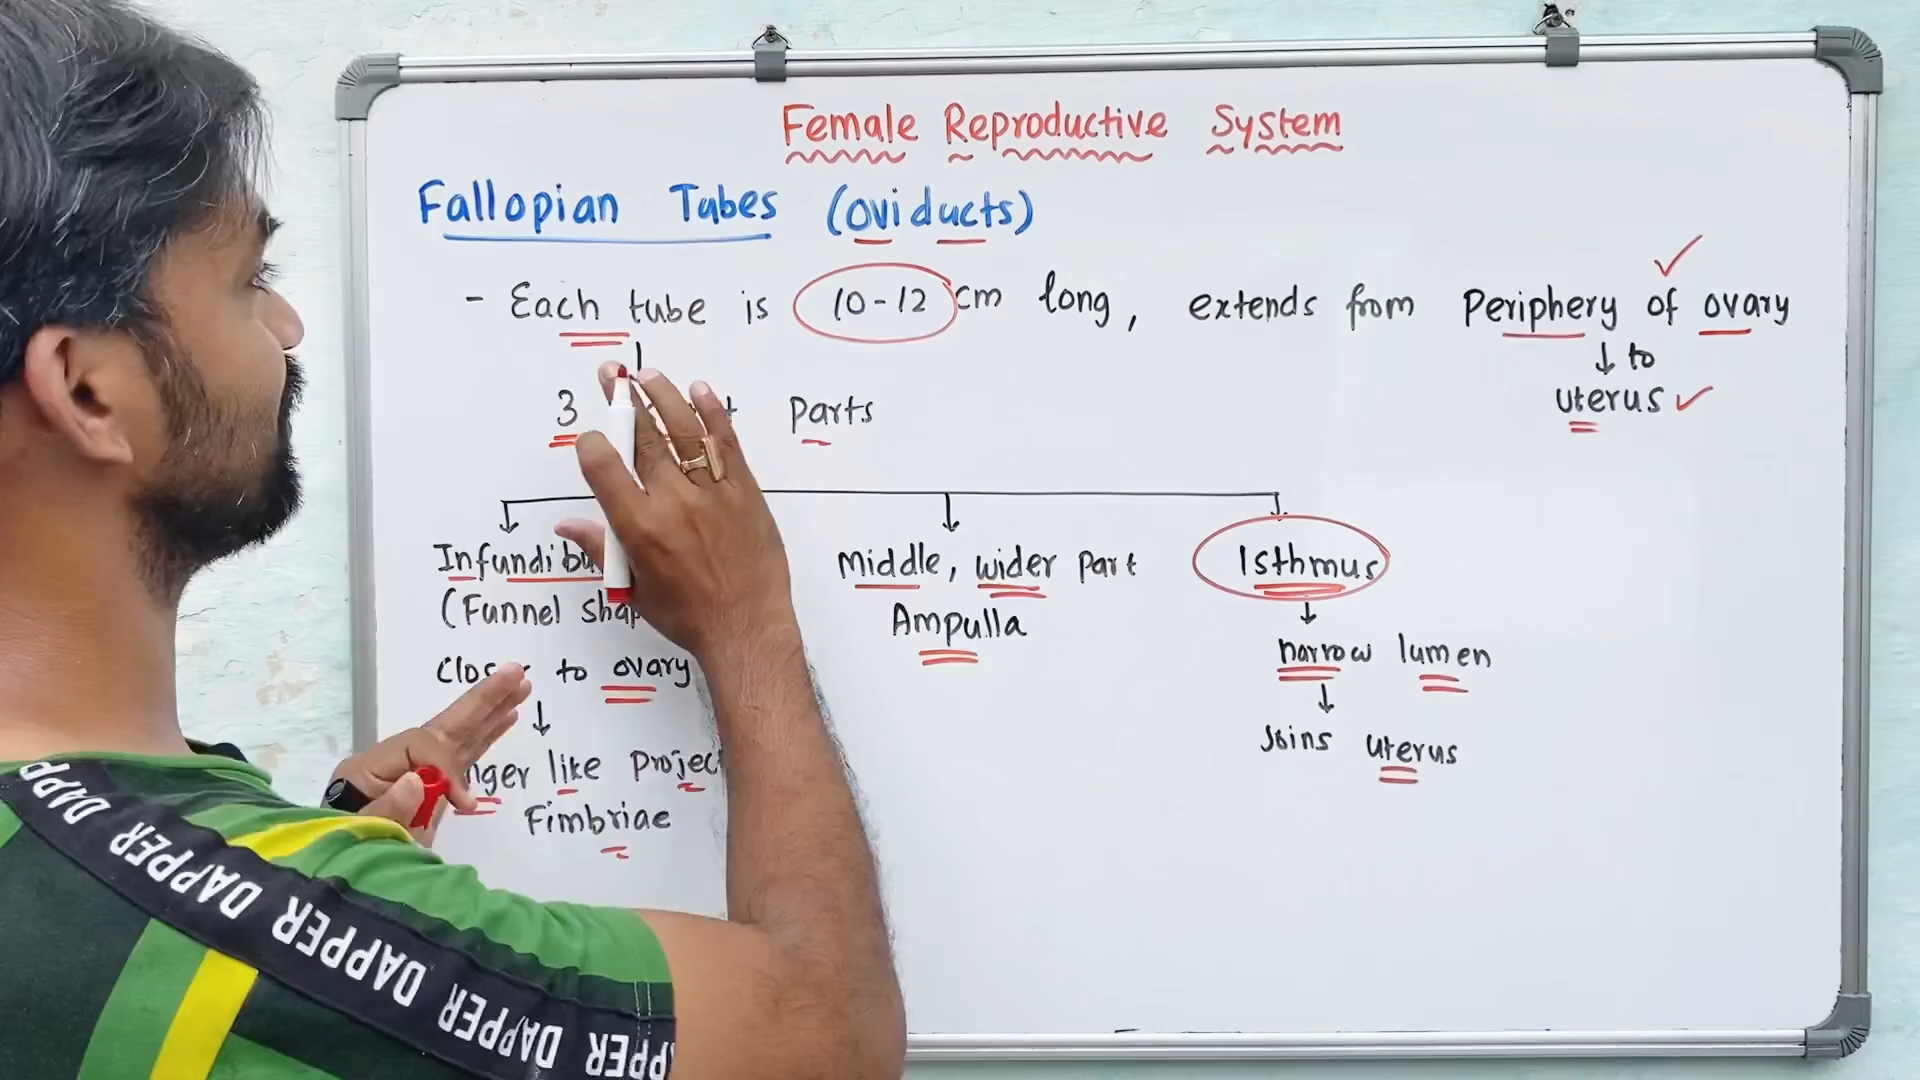 Female Reproductive System
Fallopian Tubes (oviducts)
- Each tube is 10-12 cm long, extends from Periphery of ovary
↓ to
uterus ✓
3 Parts
Middle, wider Part
Isthmus
(Funnel
Ampulla
narrow lumen
to ovary
Joins uterus
like
Fimbriae
DAPPER DAPPER DAPPER DAPPER DAPPER